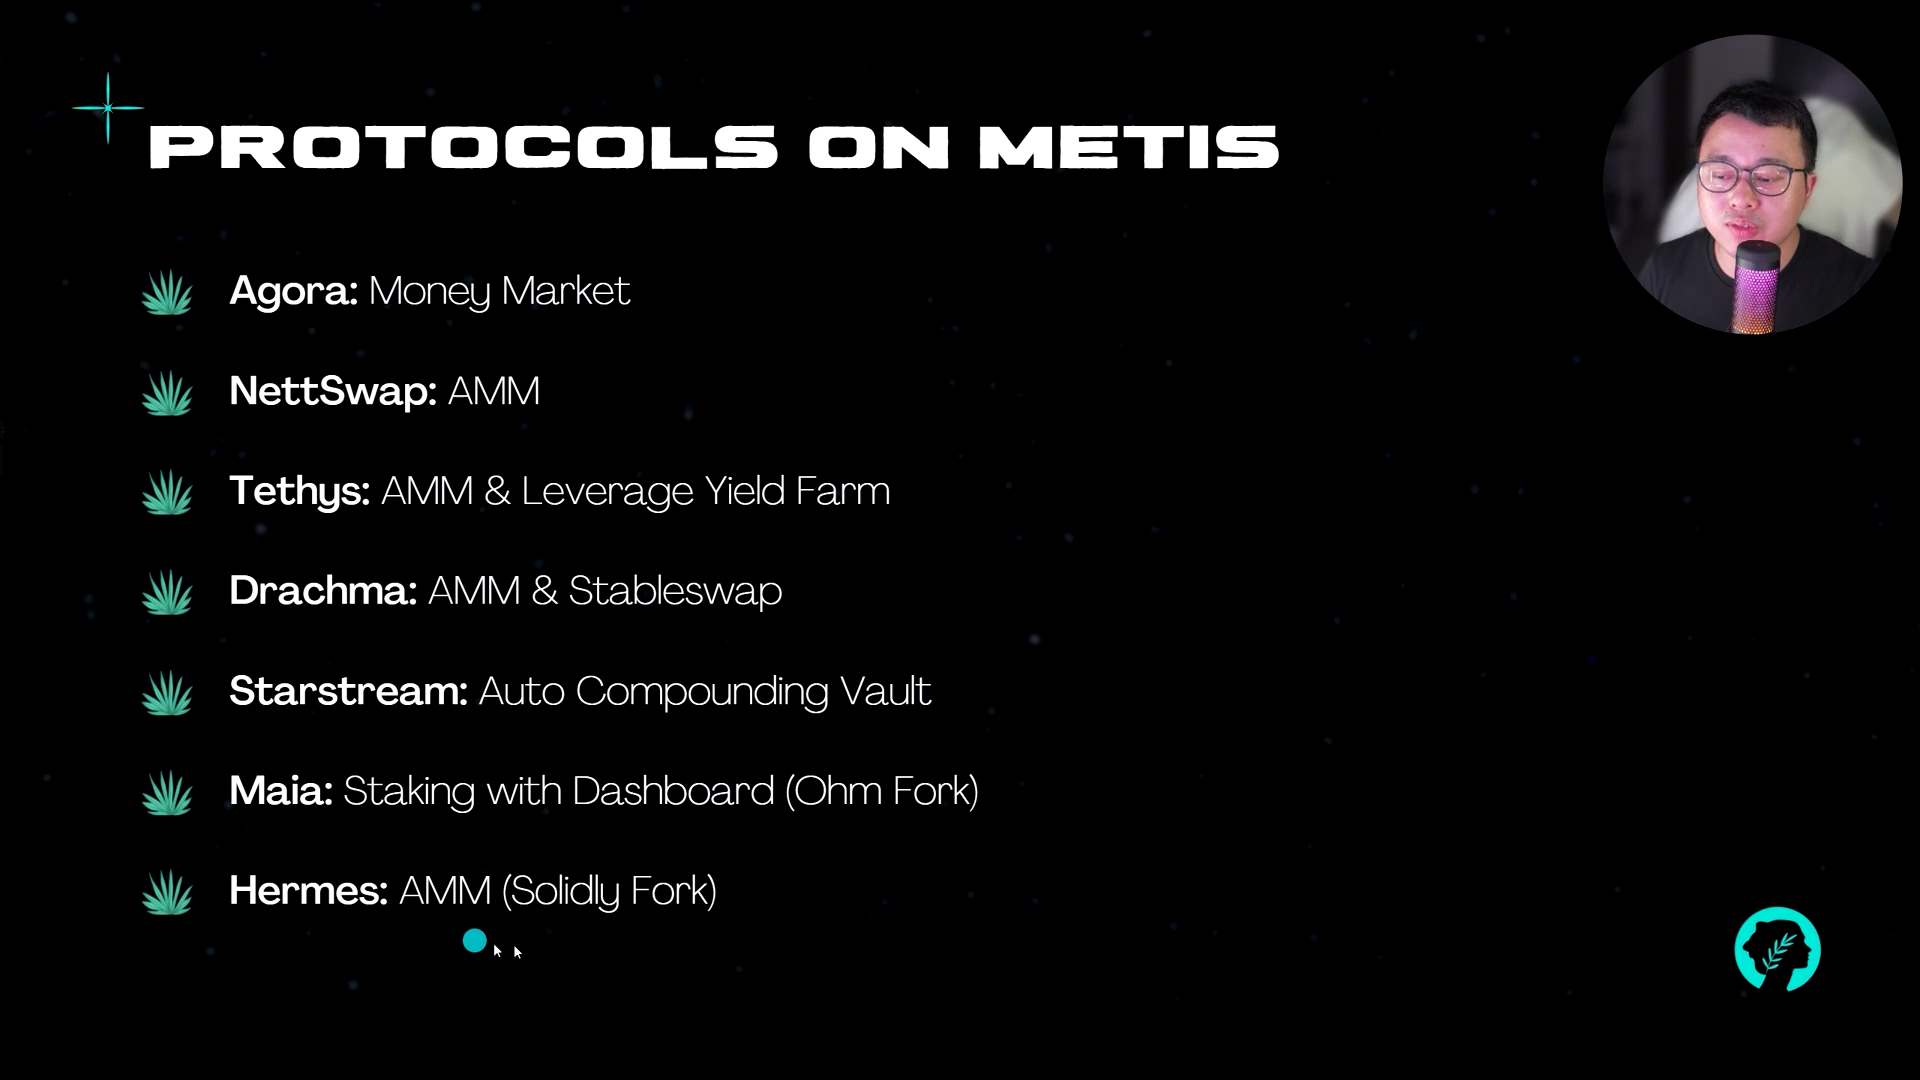 PROTOCOLS ON METIS
Agora: Money Market
NettSwap: AMM
Tethys: AMM & Leverage Yield Farm
Drachma: AMM & Stableswap
Starstream: Auto Compounding Vault
Maia: Staking with Dashboard (Ohm Fork)
Hermes: AMM (Solidly Fork)